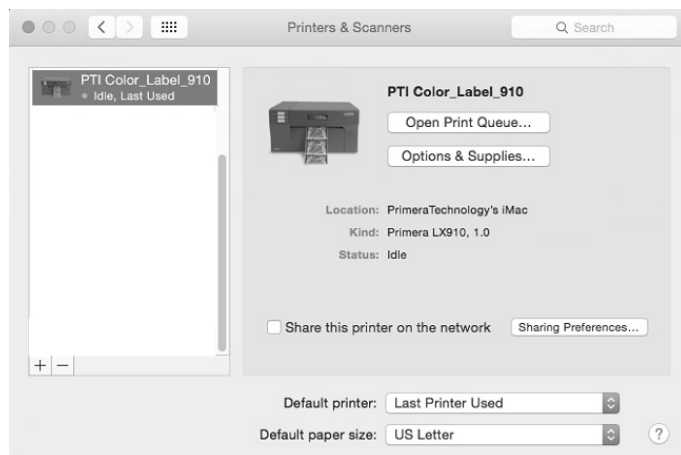 Printers & Scanners
Search
PTI Color_Label_910
Idle, Last Used
PTI Color_Label_910
Open Print Queue...
Options & Supplies...
Location: PrimeraTechnology's iMac
Kind: Primera LX910, 1.0
Status: Idle
Share this printer on the network Sharing Preferences...
+ −
Default printer: Last Printer Used
Default paper size: US Letter
?